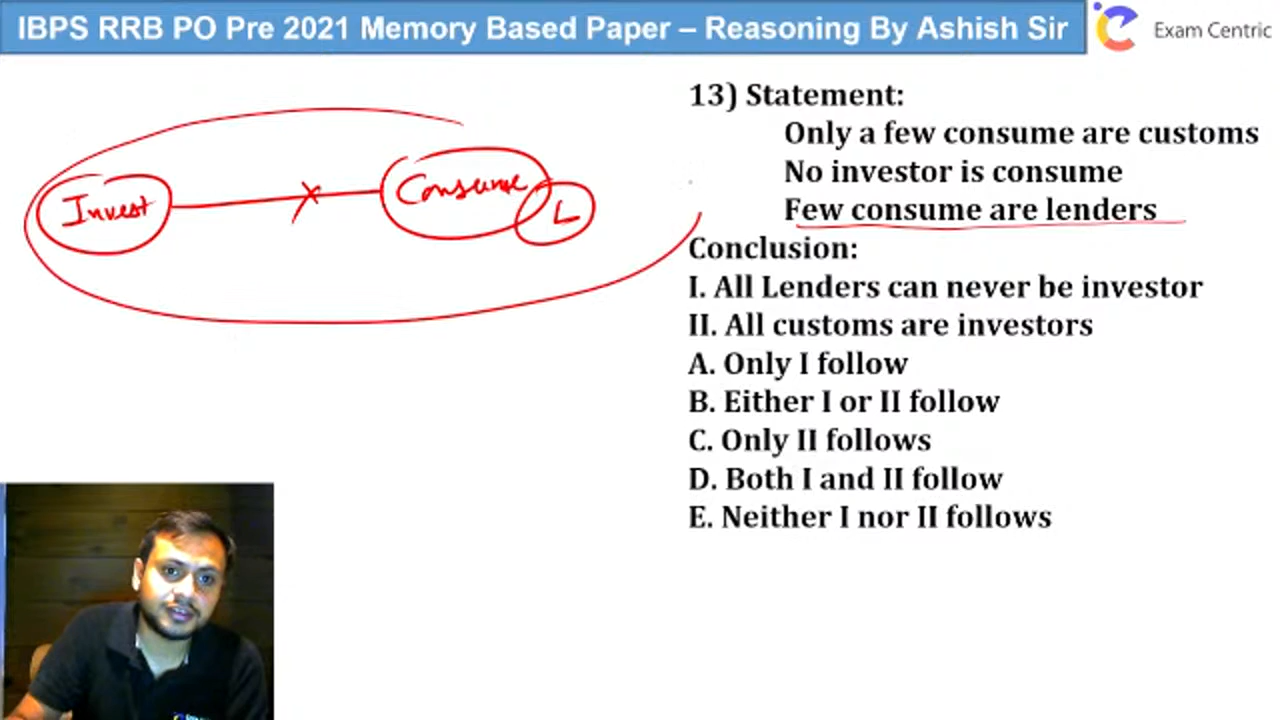 IBPS RRB PO Pre 2021 Memory Based Paper – Reasoning By Ashish Sir
Exam Centric
13) Statement:
Only a few consume are customs
No investor is consume
Few consume are lenders
Conclusion:
I. All Lenders can never be investor
II. All customs are investors
A. Only I follow
B. Either I or II follow
C. Only II follows
D. Both I and II follow
E. Neither I nor II follows
Invest
Consume
L